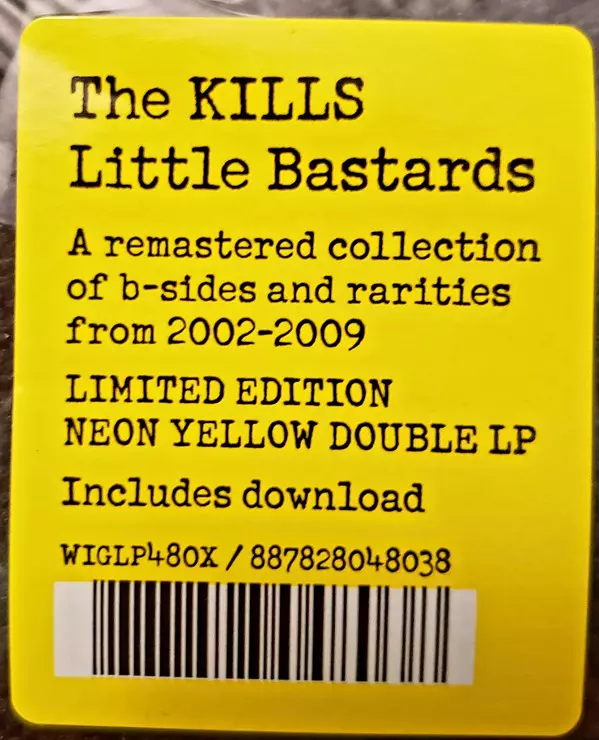 The KILLS
Little Bastards
A remastered collection
of b-sides and rarities
from 2002-2009
LIMITED EDITION
NEON YELLOW DOUBLE LP
Includes download
WIGLP480X / 887828048038